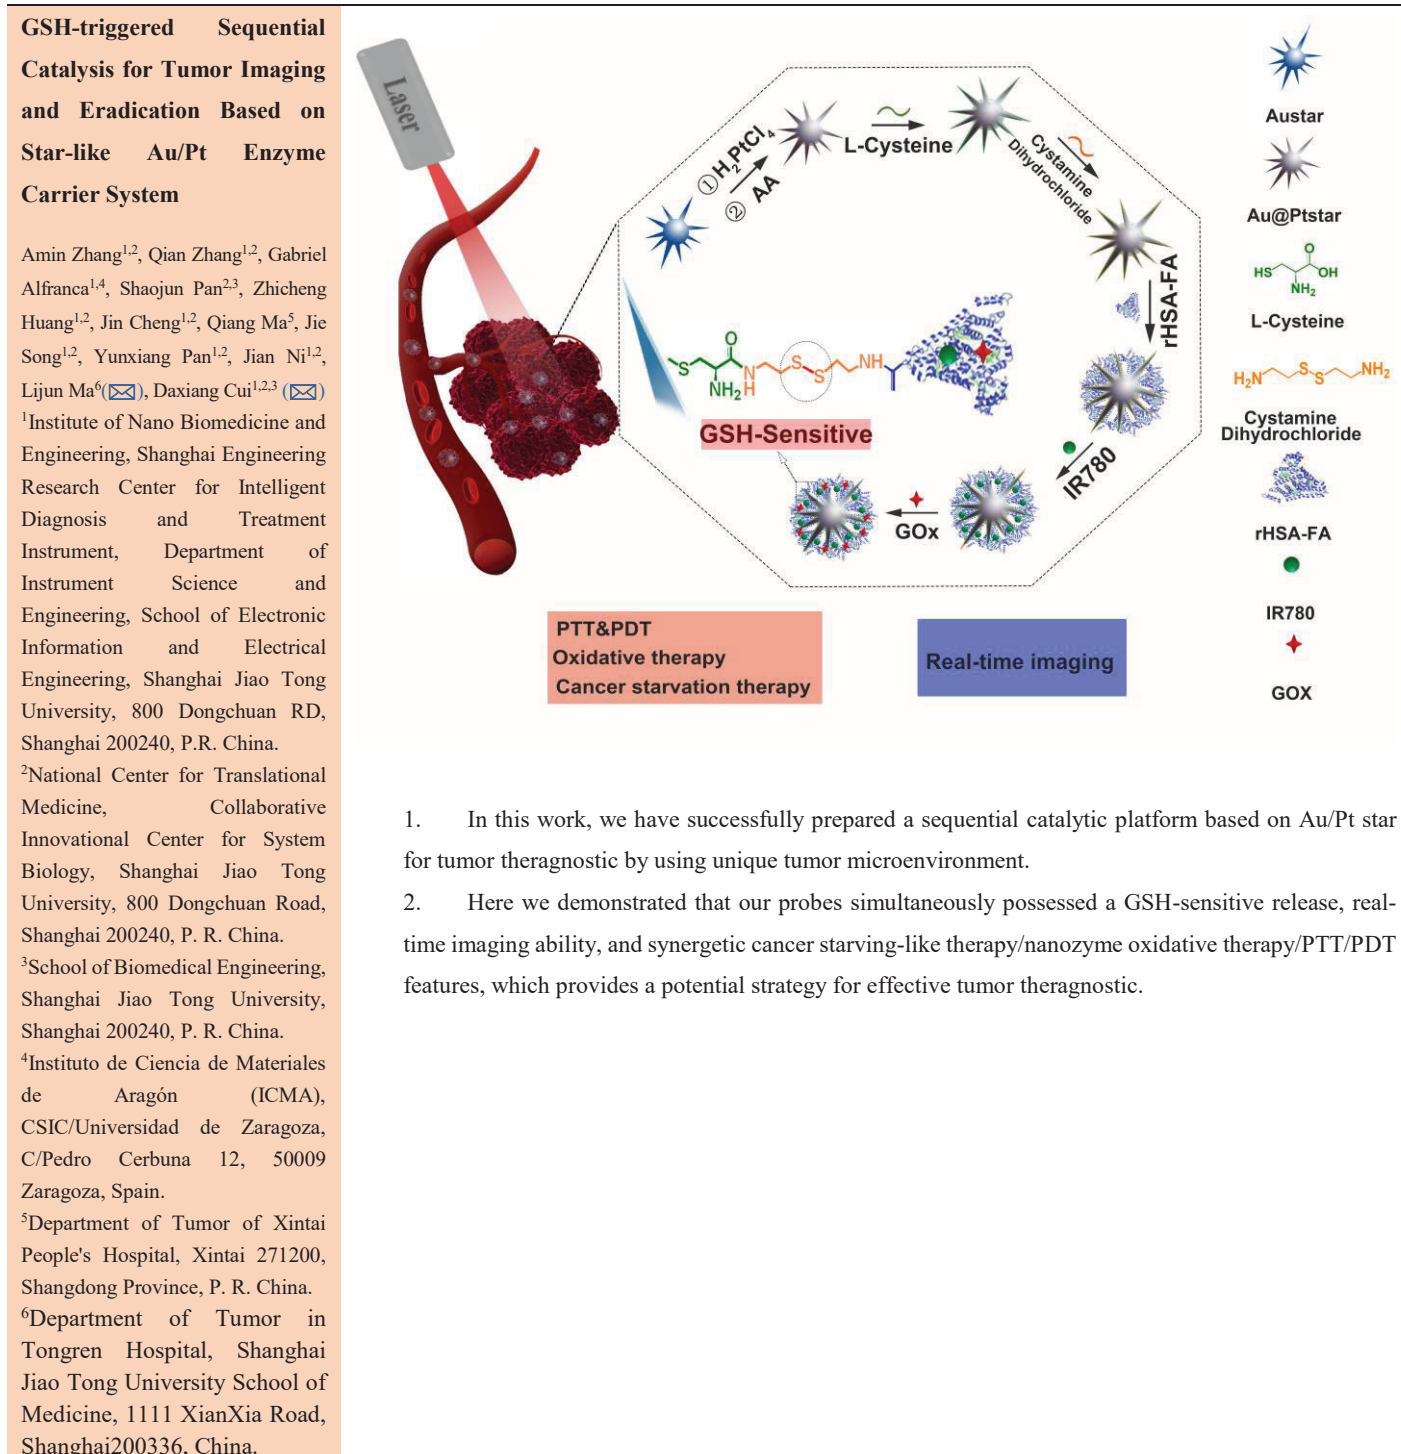 GSH-triggered Sequential
Catalysis for Tumor Imaging
and Eradication Based on
Star-like Au/Pt Enzyme
Carrier System
Amin Zhang1,2, Qian Zhang1,2, Gabriel
Alfranca1,4, Shaojun Pan2,3, Zhicheng
Huang1,2, Jin Cheng1,2, Qiang Ma5, Jie
Song1,2, Yunxiang Pan1,2, Jian Ni1,2,
Lijun Ma6(✉), Daxiang Cui1,2,3 (✉)
1Institute of Nano Biomedicine and
Engineering, Shanghai Engineering
Research Center for Intelligent
Diagnosis and Treatment
Instrument, Department of
Instrument Science and
Engineering, School of Electronic
Information and Electrical
Engineering, Shanghai Jiao Tong
University, 800 Dongchuan RD,
Shanghai 200240, P.R. China.
2National Center for Translational
Medicine, Collaborative
Innovational Center for System
Biology, Shanghai Jiao Tong
University, 800 Dongchuan Road,
Shanghai 200240, P. R. China.
3School of Biomedical Engineering,
Shanghai Jiao Tong University,
Shanghai 200240, P. R. China.
4Instituto de Ciencia de Materiales
de Aragón (ICMA),
CSIC/Universidad de Zaragoza,
C/Pedro Cerbuna 12, 50009
Zaragoza, Spain.
5Department of Tumor of Xintai
People's Hospital, Xintai 271200,
Shangdong Province, P. R. China.
6Department of Tumor in
Tongren Hospital, Shanghai
Jiao Tong University School of
Medicine, 1111 XianXia Road,
Shanghai200336, China.
Laser
① H2PtCl4
② AA
L-Cysteine
Cystamine
Dihydrochloride
rHSA-FA
IR780
GOx
S
O
NH2
N
H
S
S
NH
GSH-Sensitive
PTT&PDT
Oxidative therapy
Cancer starvation therapy
Real-time imaging
Austar
Au@Ptstar
O
HS
OH
NH2
L-Cysteine
H2N
S
S
NH2
Cystamine
Dihydrochloride
rHSA-FA
IR780
GOX
1. In this work, we have successfully prepared a sequential catalytic platform based on Au/Pt star
for tumor theragnostic by using unique tumor microenvironment.
2. Here we demonstrated that our probes simultaneously possessed a GSH-sensitive release, real-
time imaging ability, and synergetic cancer starving-like therapy/nanozyme oxidative therapy/PTT/PDT
features, which provides a potential strategy for effective tumor theragnostic.